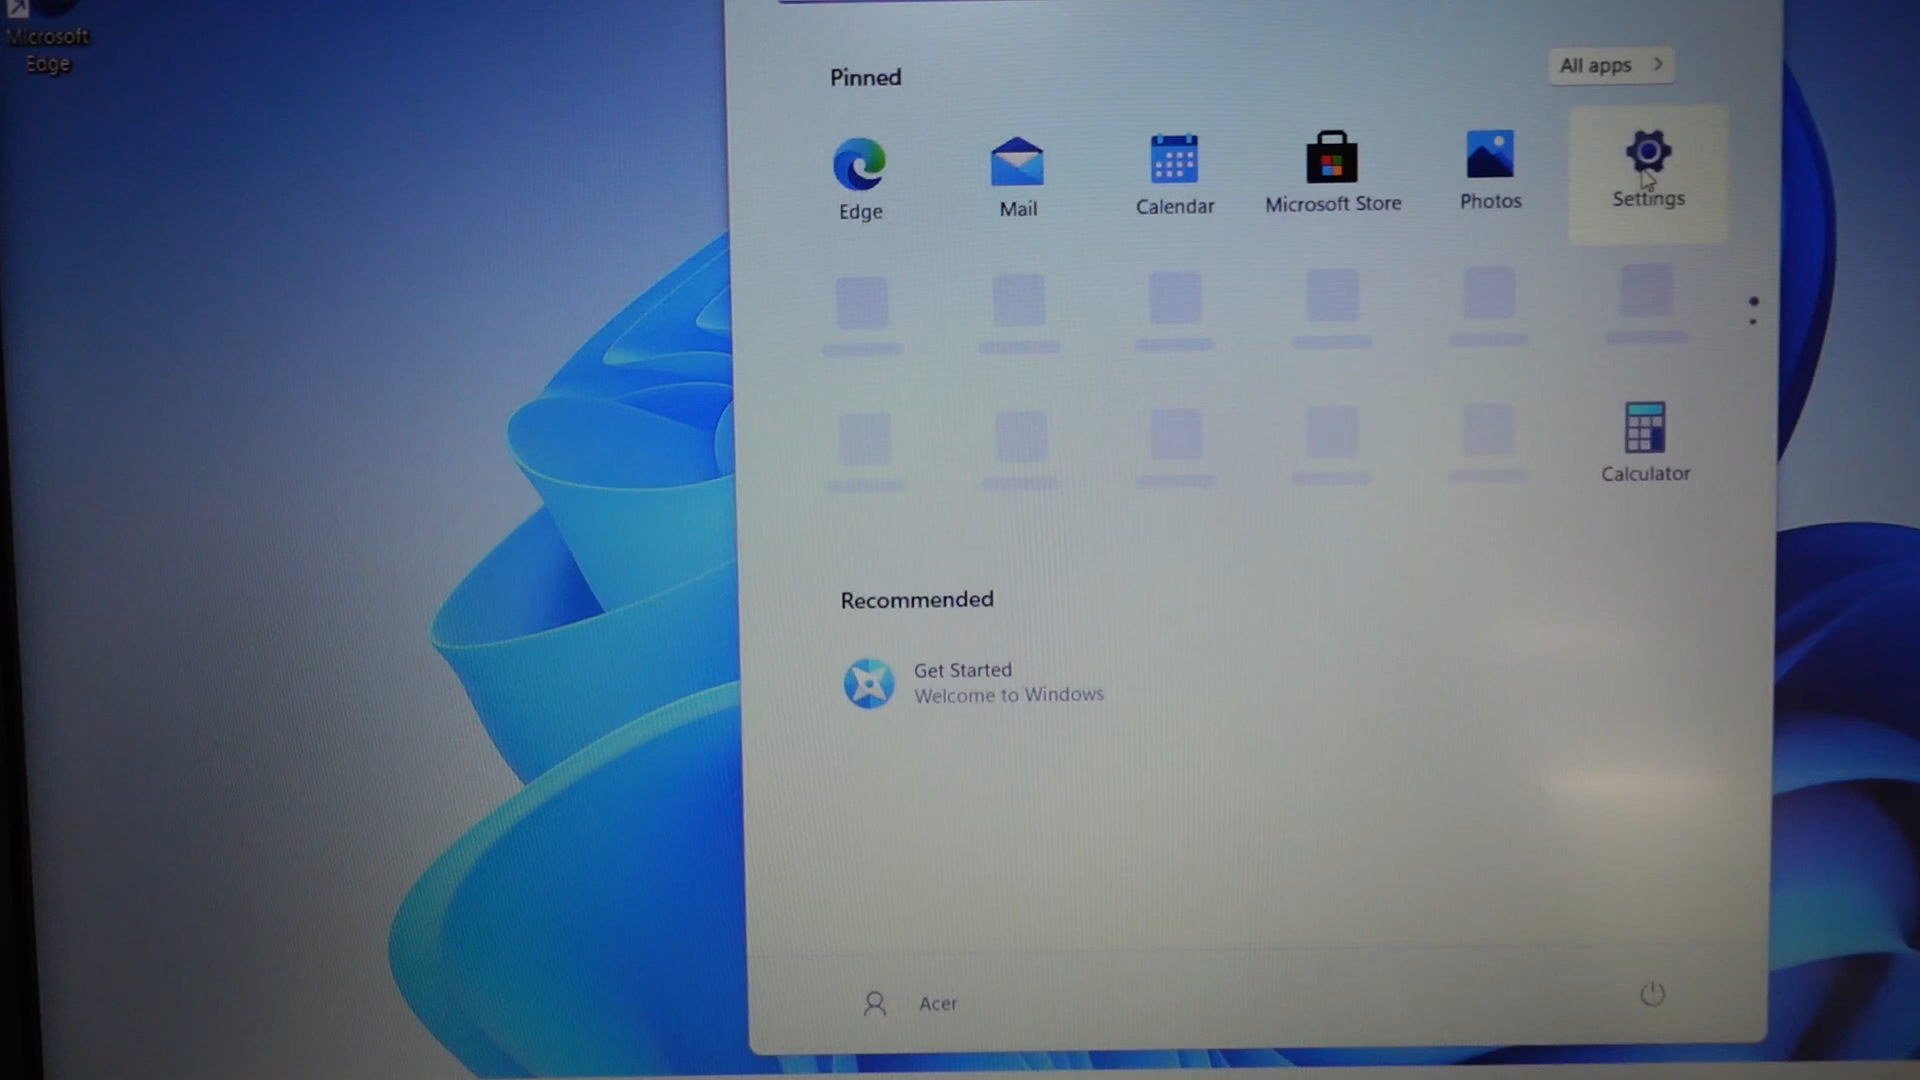 Microsoft
Edge
Pinned
All apps
Edge
Mail
Calendar
Microsoft Store
Photos
Settings
Calculator
Recommended
Get Started
Welcome to Windows
Acer